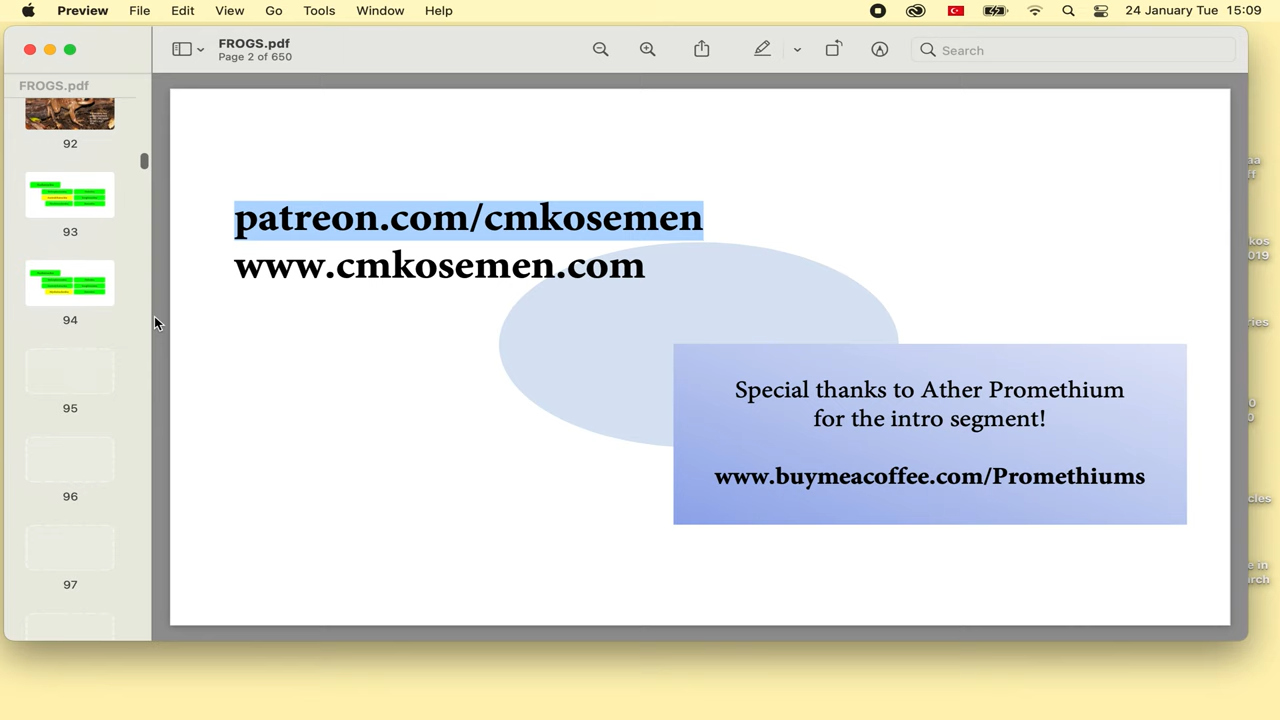 Preview File Edit View Go Tools Window Help 24 January Tue 15:09
FROGS.pdf
Page 2 of 650
Search
FROGS.pdf
92
93
94
95
96
97
patreon.com/cmkosemen
www.cmkosemen.com
Special thanks to Ather Promethium
for the intro segment!
www.buymeacoffee.com/Promethiums